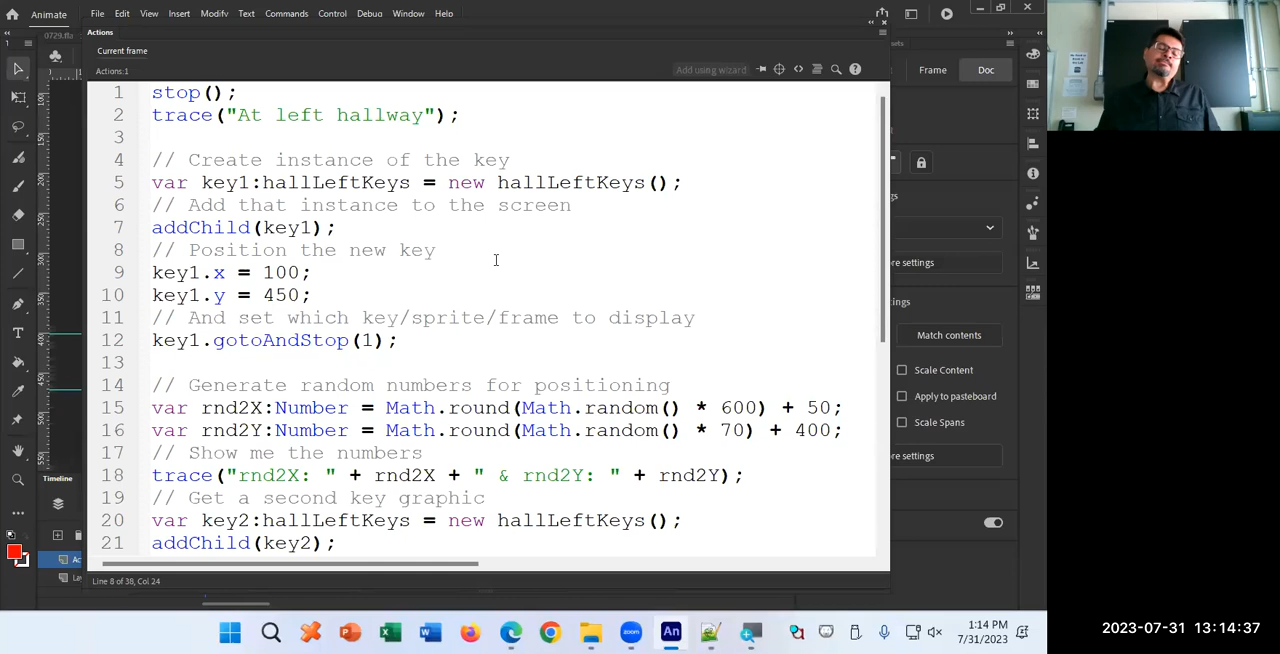 Animate
File Edit View Insert Modify Text Commands Control Debug Window Help
0729.fla
Actions
Current frame
Actions:1
Add using wizard
Frame Doc
1 stop();
2 trace("At left hallway");
3
4 // Create instance of the key
5 var key1:hallLeftKeys = new hallLeftKeys();
6 // Add that instance to the screen
7 addChild(key1);
8 // Position the new key
9 key1.x = 100;
10 key1.y = 450;
11 // And set which key/sprite/frame to display
12 key1.gotoAndStop(1);
13
14 // Generate random numbers for positioning
15 var rnd2X:Number = Math.round(Math.random() * 600) + 50;
16 var rnd2Y:Number = Math.round(Math.random() * 70) + 400;
17 // Show me the numbers
18 trace("rnd2X: " + rnd2X + " & rnd2Y: " + rnd2Y);
19 // Get a second key graphic
20 var key2:hallLeftKeys = new hallLeftKeys();
21 addChild(key2);
Line 8 of 38, Col 24
ore settings
Match contents
Scale Content
Apply to pasteboard
Scale Spans
ore settings
Timeline
1:14 PM
7/31/2023
2023-07-31 13:14:37